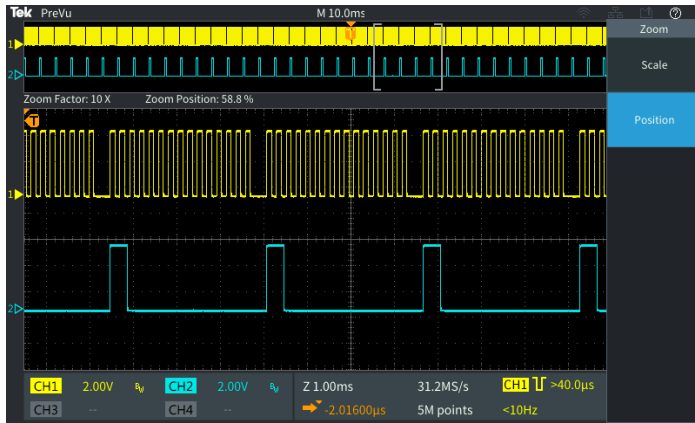 Tek PreVu M 10.0ms
Zoom
1
T
2
Scale
Zoom Factor: 10 X Zoom Position: 58.8 %
T
Position
1
2
CH1 2.00V CH2 2.00V Z 1.00ms 31.2MS/s CH1 >40.0µs
CH3 -- CH4 -- -2.01600µs 5M points <10Hz